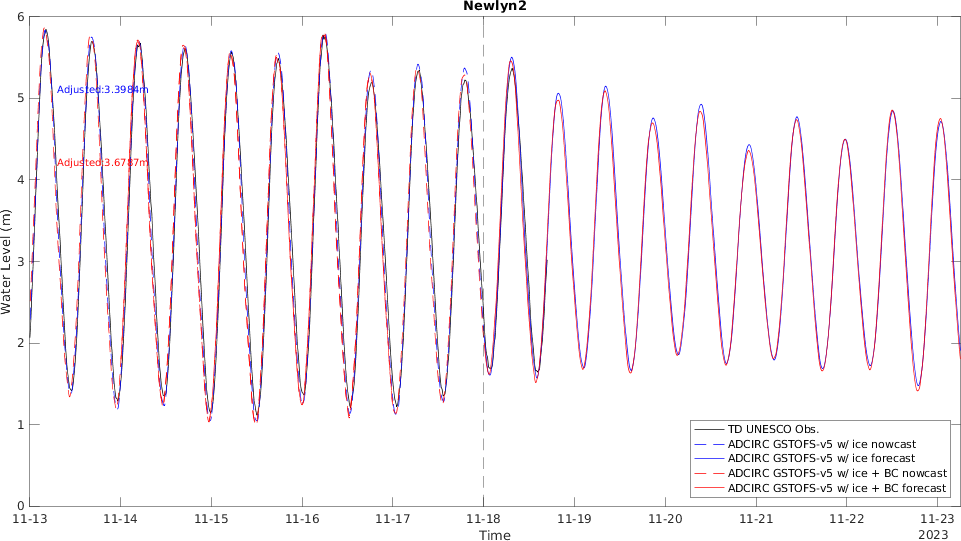 Newlyn2
6
5
4
3
2
1
0
Water Level (m)
Adjusted:3.3984m
Adjusted:3.6787m
TD UNESCO Obs.
ADCIRC GSTOFS-v5 w/ ice nowcast
ADCIRC GSTOFS-v5 w/ ice forecast
ADCIRC GSTOFS-v5 w/ ice + BC nowcast
ADCIRC GSTOFS-v5 w/ ice + BC forecast
11-13 11-14 11-15 11-16 11-17 11-18 11-19 11-20 11-21 11-22 11-23
Time 2023